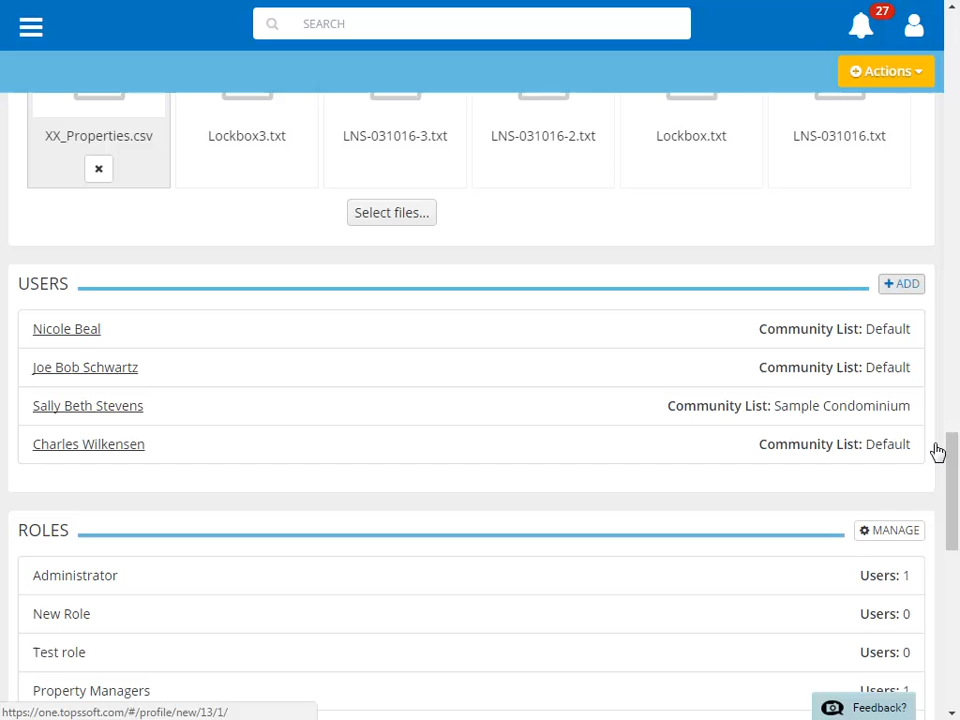 SEARCH
27
Actions
XX_Properties.csv
Lockbox3.txt
LNS-031016-3.txt
LNS-031016-2.txt
Lockbox.txt
LNS-031016.txt
Select files...
USERS
ADD
Nicole Beal
Community List: Default
Joe Bob Schwartz
Community List: Default
Sally Beth Stevens
Community List: Sample Condominium
Charles Wilkensen
Community List: Default
ROLES
MANAGE
Administrator
Users: 1
New Role
Users: 0
Test role
Users: 0
Property Managers
Users: 1
https://one.topssoft.com/#/profile/new/13/1/
Feedback?